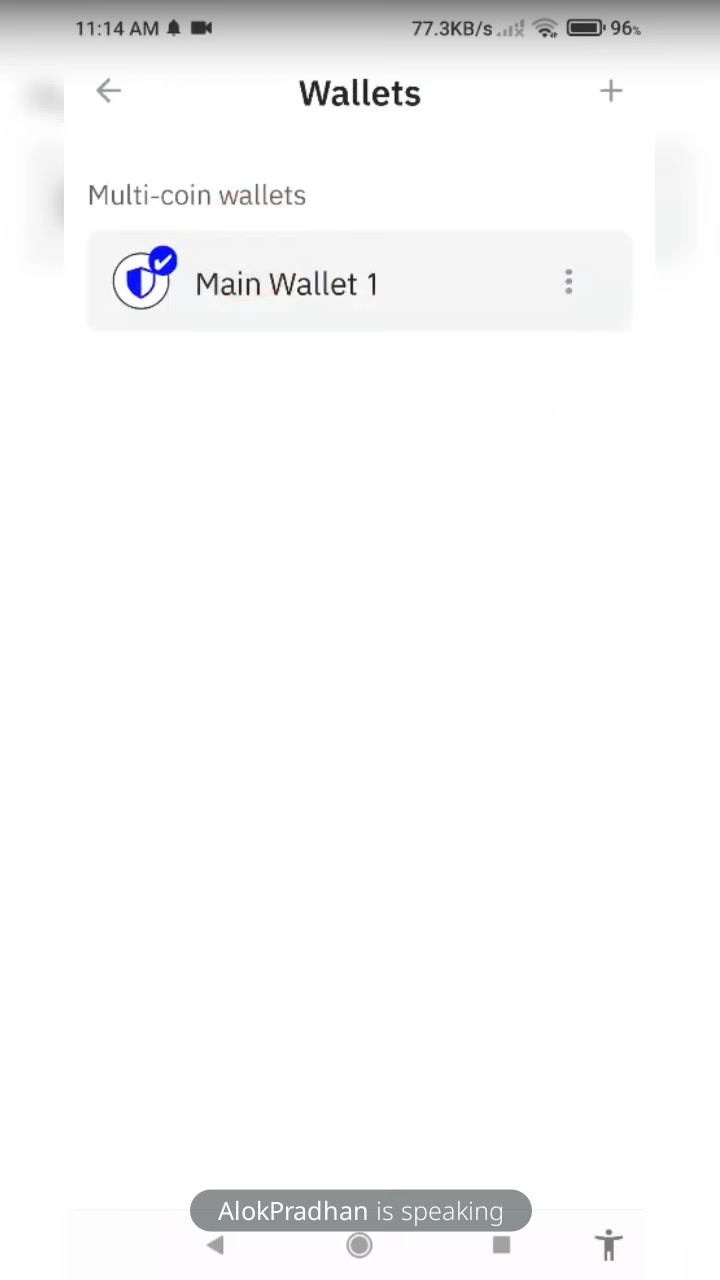 11:14 AM 77.3KB/s 96%
Wallets
Multi-coin wallets
Main Wallet 1
AlokPradhan is speaking